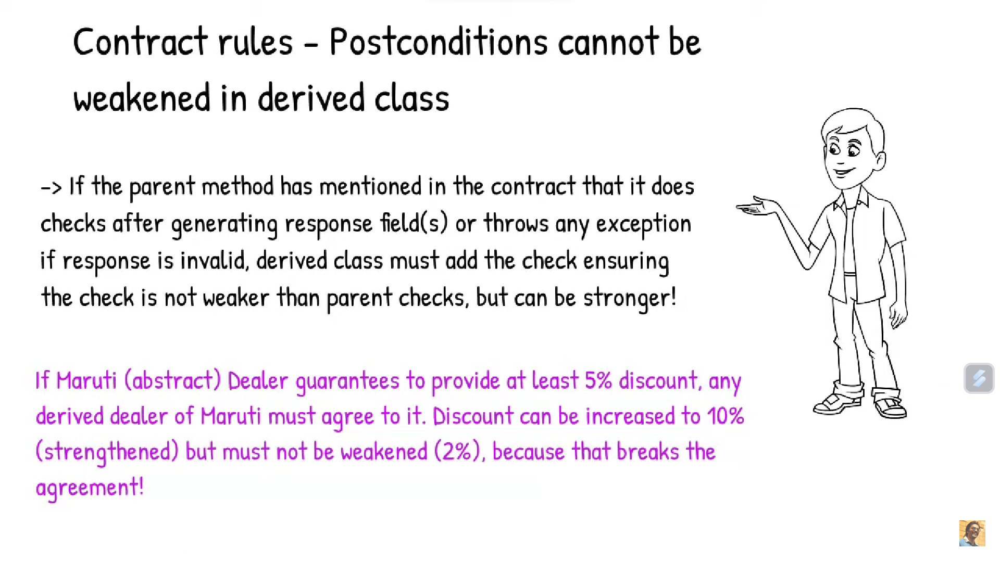 Contract rules - Postconditions cannot be
weakened in derived class
-> If the parent method has mentioned in the contract that it does
checks after generating response field(s) or throws any exception
if response is invalid, derived class must add the check ensuring
the check is not weaker than parent checks, but can be stronger!
If Maruti (abstract) Dealer guarantees to provide at least 5% discount, any
derived dealer of Maruti must agree to it. Discount can be increased to 10%
(strengthened) but must not be weakened (2%), because that breaks the
agreement!